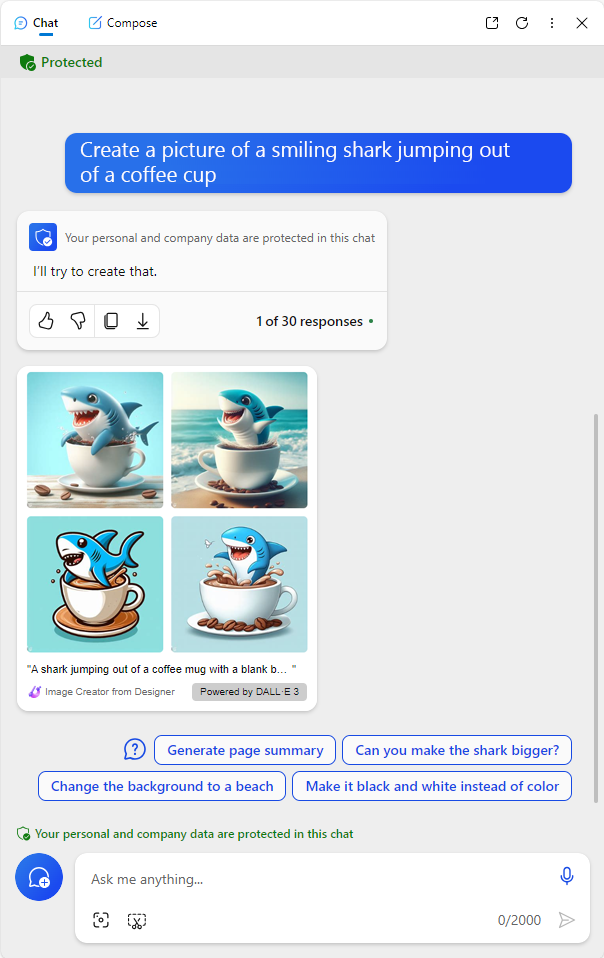 Chat
Compose
Protected
Create a picture of a smiling shark jumping out
of a coffee cup
Your personal and company data are protected in this chat
I'll try to create that.
1 of 30 responses
"A shark jumping out of a coffee mug with a blank b... "
Image Creator from Designer
Powered by DALL·E 3
Generate page summary
Can you make the shark bigger?
Change the background to a beach
Make it black and white instead of color
Your personal and company data are protected in this chat
Ask me anything...
0/2000